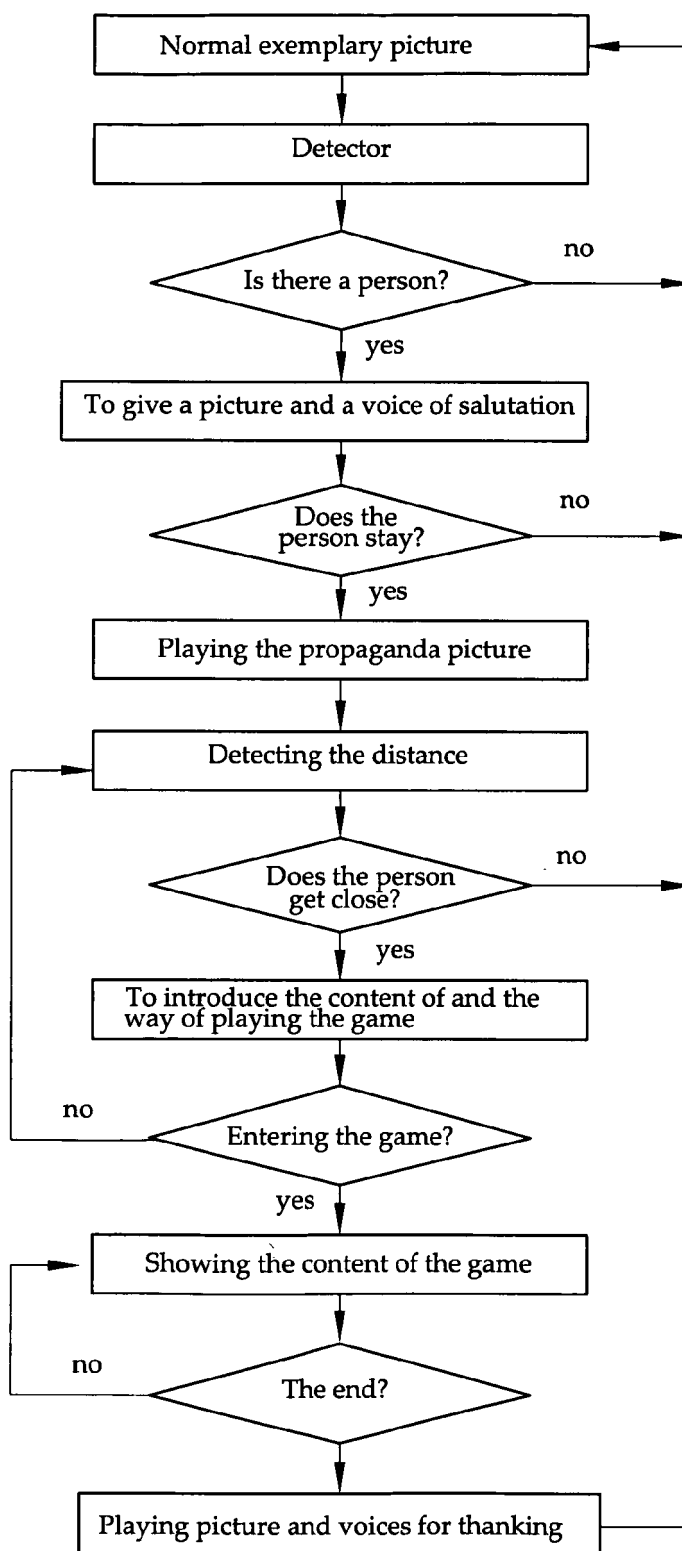 Normal exemplary picture
Detector
no
Is there a person?
yes
To give a picture and a voice of salutation
no
Does the
person stay?
yes
Playing the propaganda picture
Detecting the distance
no
Does the person
get close?
yes
To introduce the content of and the
way of playing the game
no
Entering the game?
yes
Showing the content of the game
no
The end?
Playing picture and voices for thanking